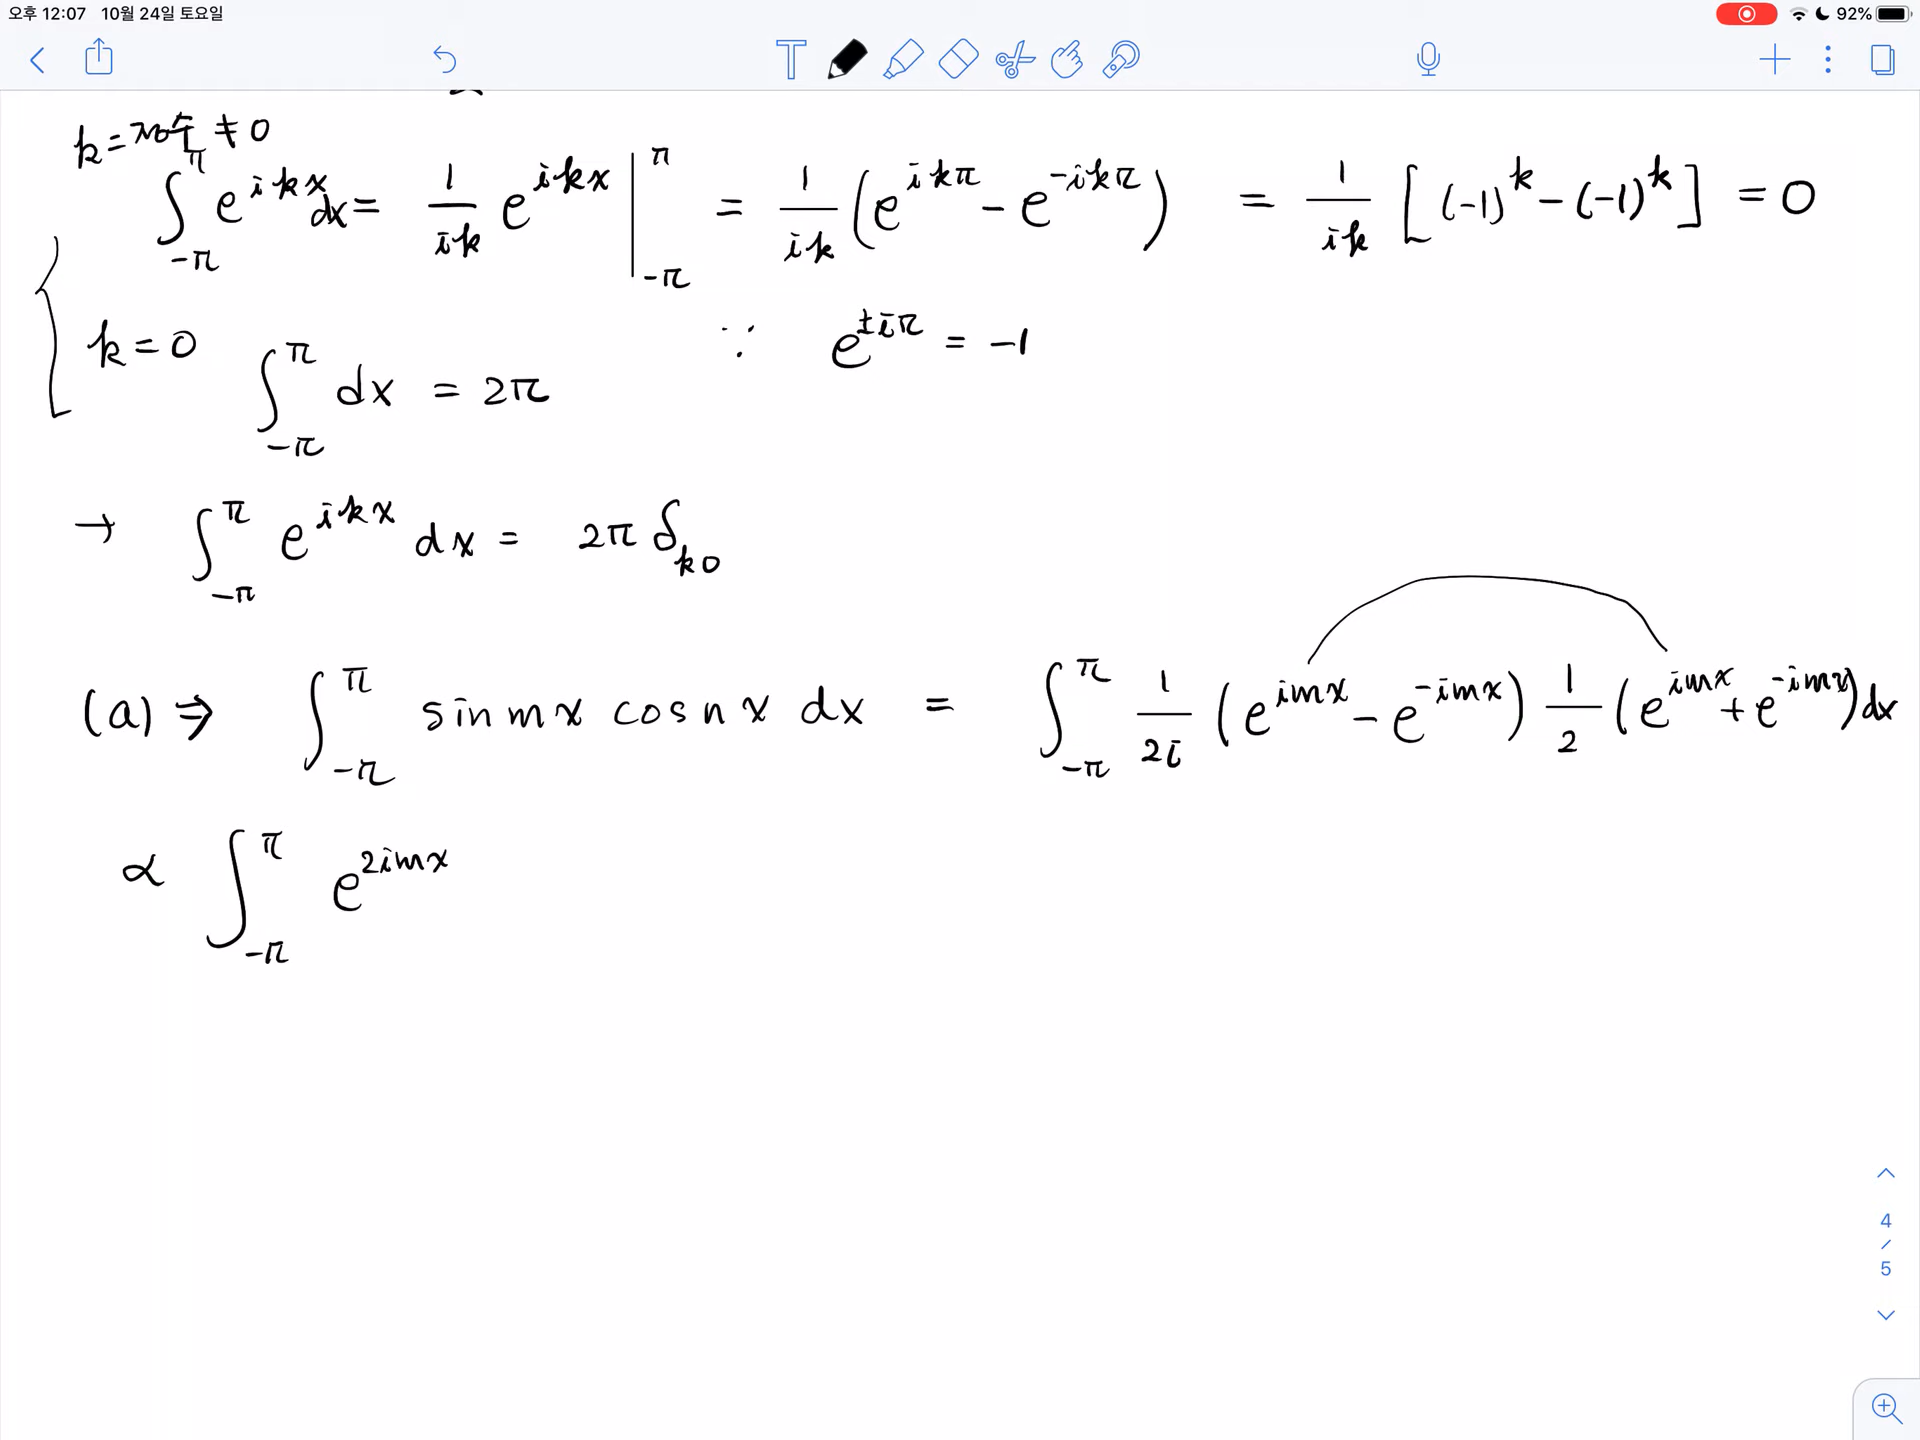 오후 12:07 10월 24일 토요일 92%
T
k = 정수 ≠ 0
∫_{-π}^{π} e^{ikx} dx = 1/(ik) e^{ikx} |_{-π}^{π} = 1/(ik) (e^{ikπ} - e^{-ikπ}) = 1/(ik) [(-1)^k - (-1)^k] = 0
k = 0 ∫_{-π}^{π} dx = 2π ∵ e^{±iπ} = -1
→ ∫_{-π}^{π} e^{ikx} dx = 2π δ_{k0}
(a) ⇒ ∫_{-π}^{π} sin mx cos nx dx = ∫_{-π}^{π} 1/(2i) (e^{imx} - e^{-imx}) 1/2 (e^{imx} + e^{-imx}) dx
∝ ∫_{-π}^{π} e^{2imx}
4
/
5